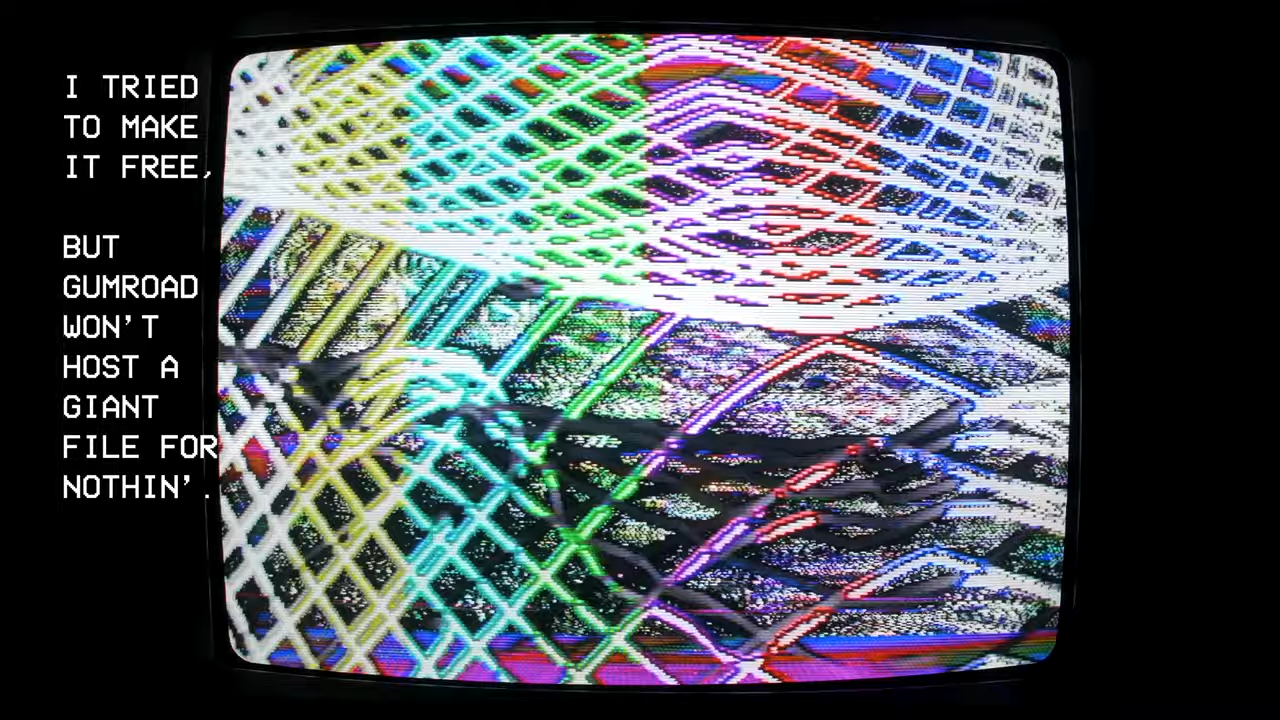 I TRIED
TO MAKE
IT FREE,
BUT
GUMROAD
WON'T
HOST A
GIANT
FILE FOR
NOTHIN'.